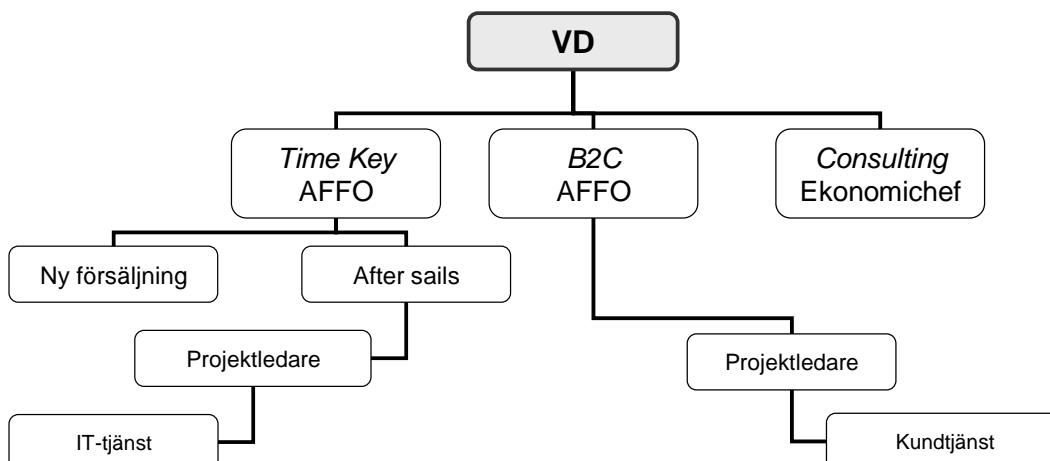 VD
Time Key
AFFO
B2C
AFFO
Consulting
Ekonomichef
Ny försäljning
After sails
Projektledare
Projektledare
IT-tjänst
Kundtjänst